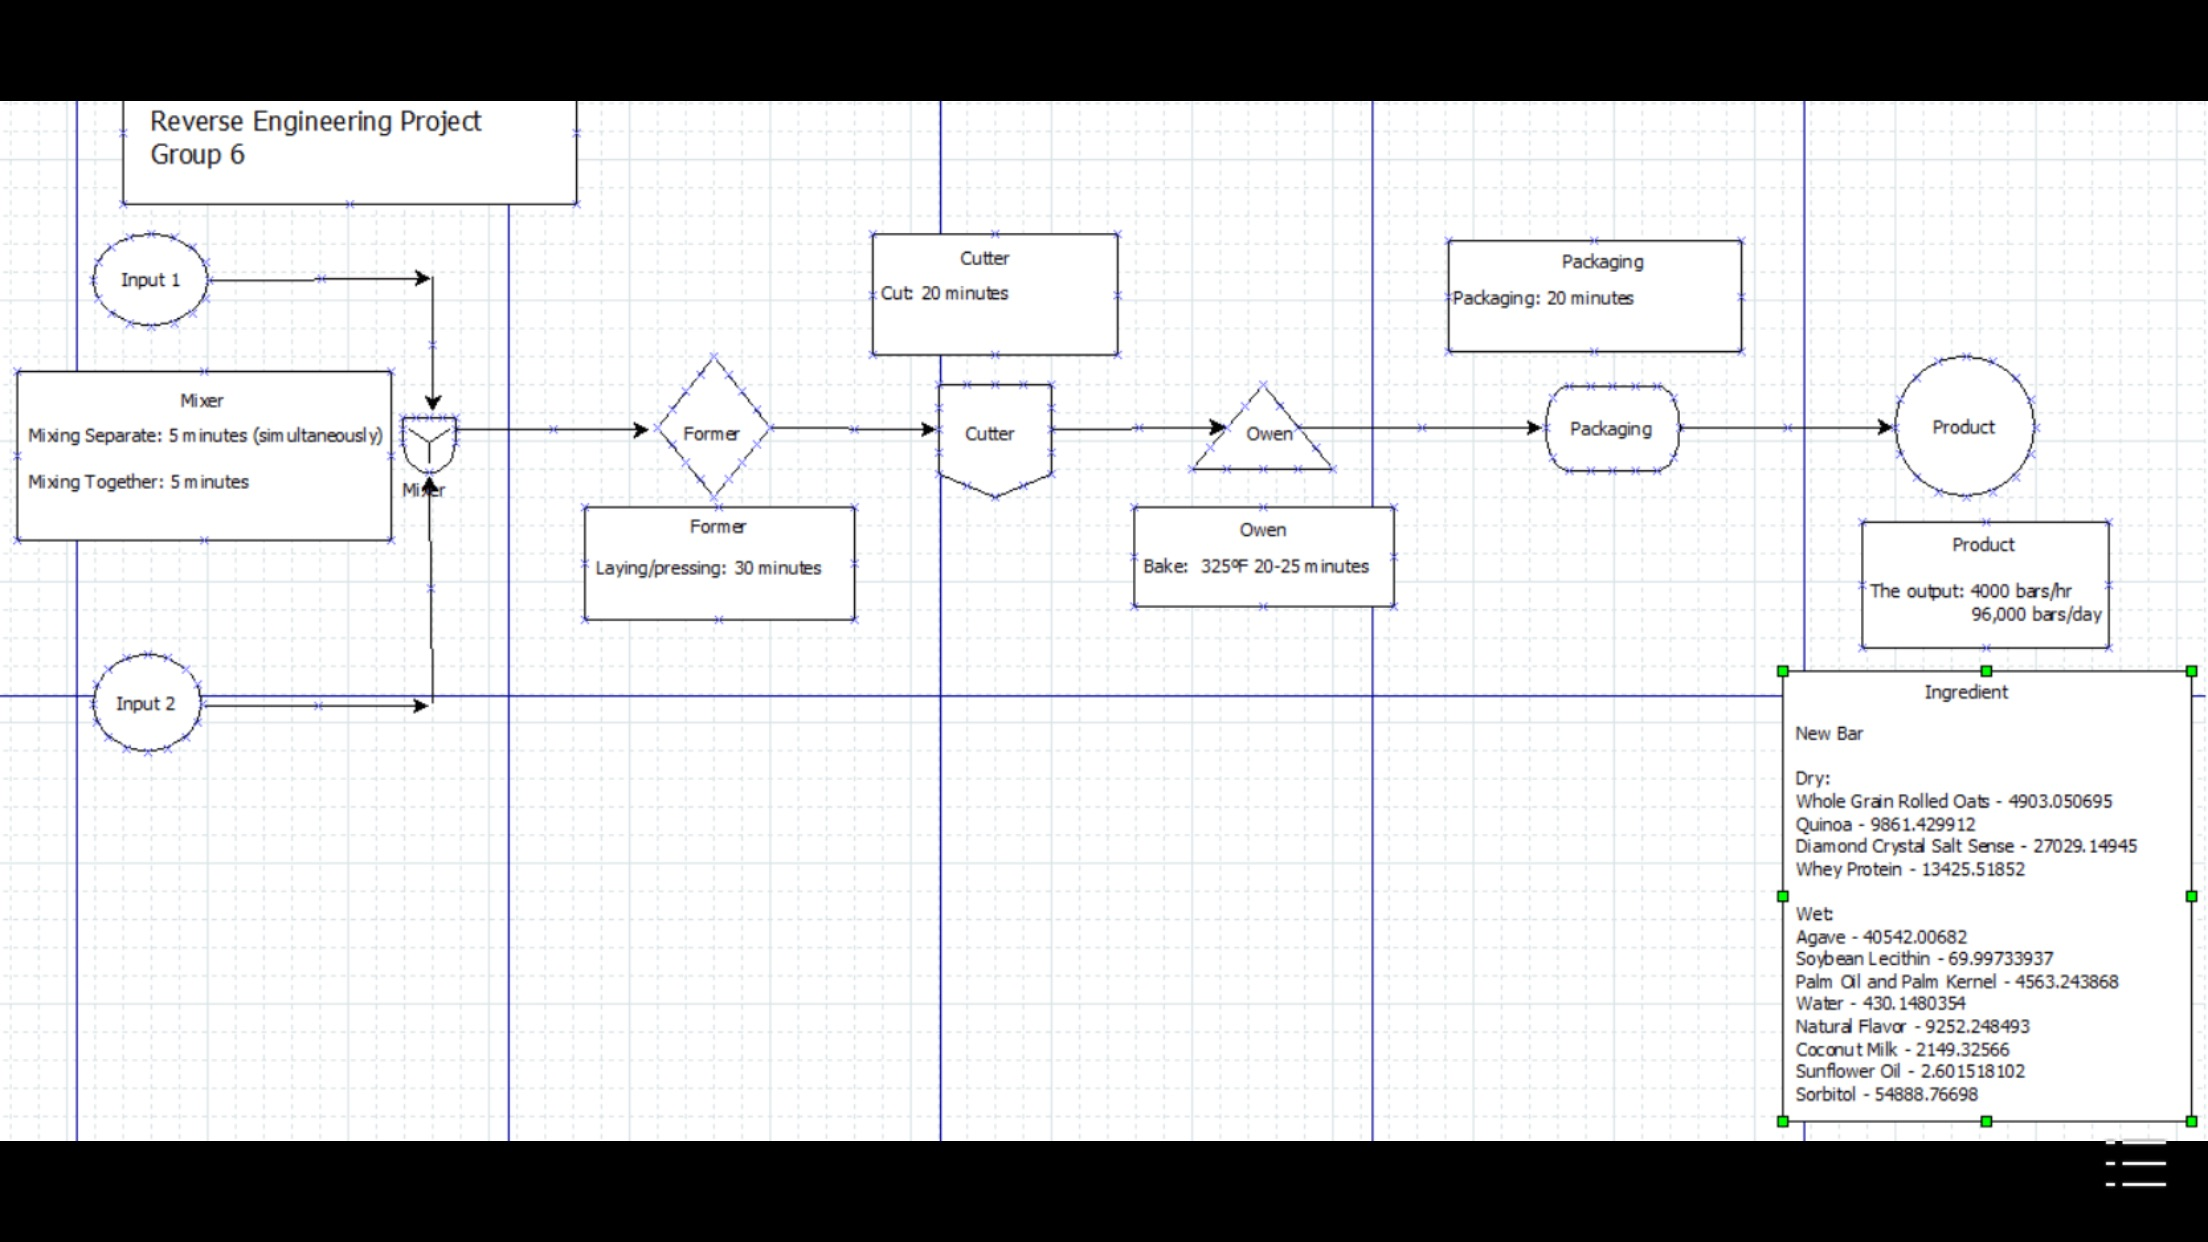 Reverse Engineering Project
Group 6
Input 1
Mixer
Mixing Separate: 5 minutes (simultaneously)
Mixing Together: 5 minutes
Mixer
Input 2
Former
Former
Laying/pressing: 30 minutes
Cutter
Cut: 20 minutes
Cutter
Owen
Owen
Bake: 325ºF 20-25 minutes
Packaging
Packaging: 20 minutes
Packaging
Product
Product
The output: 4000 bars/hr
96,000 bars/day
Ingredient
New Bar
Dry:
Whole Grain Rolled Oats - 4903.050695
Quinoa - 9861.429912
Diamond Crystal Salt Sense - 27029.14945
Whey Protein - 13425.51852
Wet:
Agave - 40542.00682
Soybean Lecithin - 69.99733937
Palm Oil and Palm Kernel - 4563.243868
Water - 430.1480354
Natural Flavor - 9252.248493
Coconut Milk - 2149.32566
Sunflower Oil - 2.601518102
Sorbitol - 54888.76698